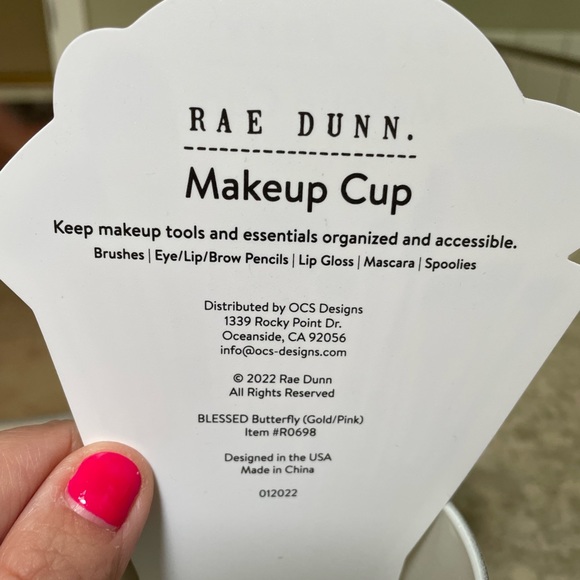 RAE DUNN.
Makeup Cup
Keep makeup tools and essentials organized and accessible.
Brushes | Eye/Lip/Brow Pencils | Lip Gloss | Mascara | Spoolies
Distributed by OCS Designs
1339 Rocky Point Dr.
Oceanside, CA 92056
info@ocs-designs.com
© 2022 Rae Dunn
All Rights Reserved
BLESSED Butterfly (Gold/Pink)
Item #R0698
Designed in the USA
Made in China
012022